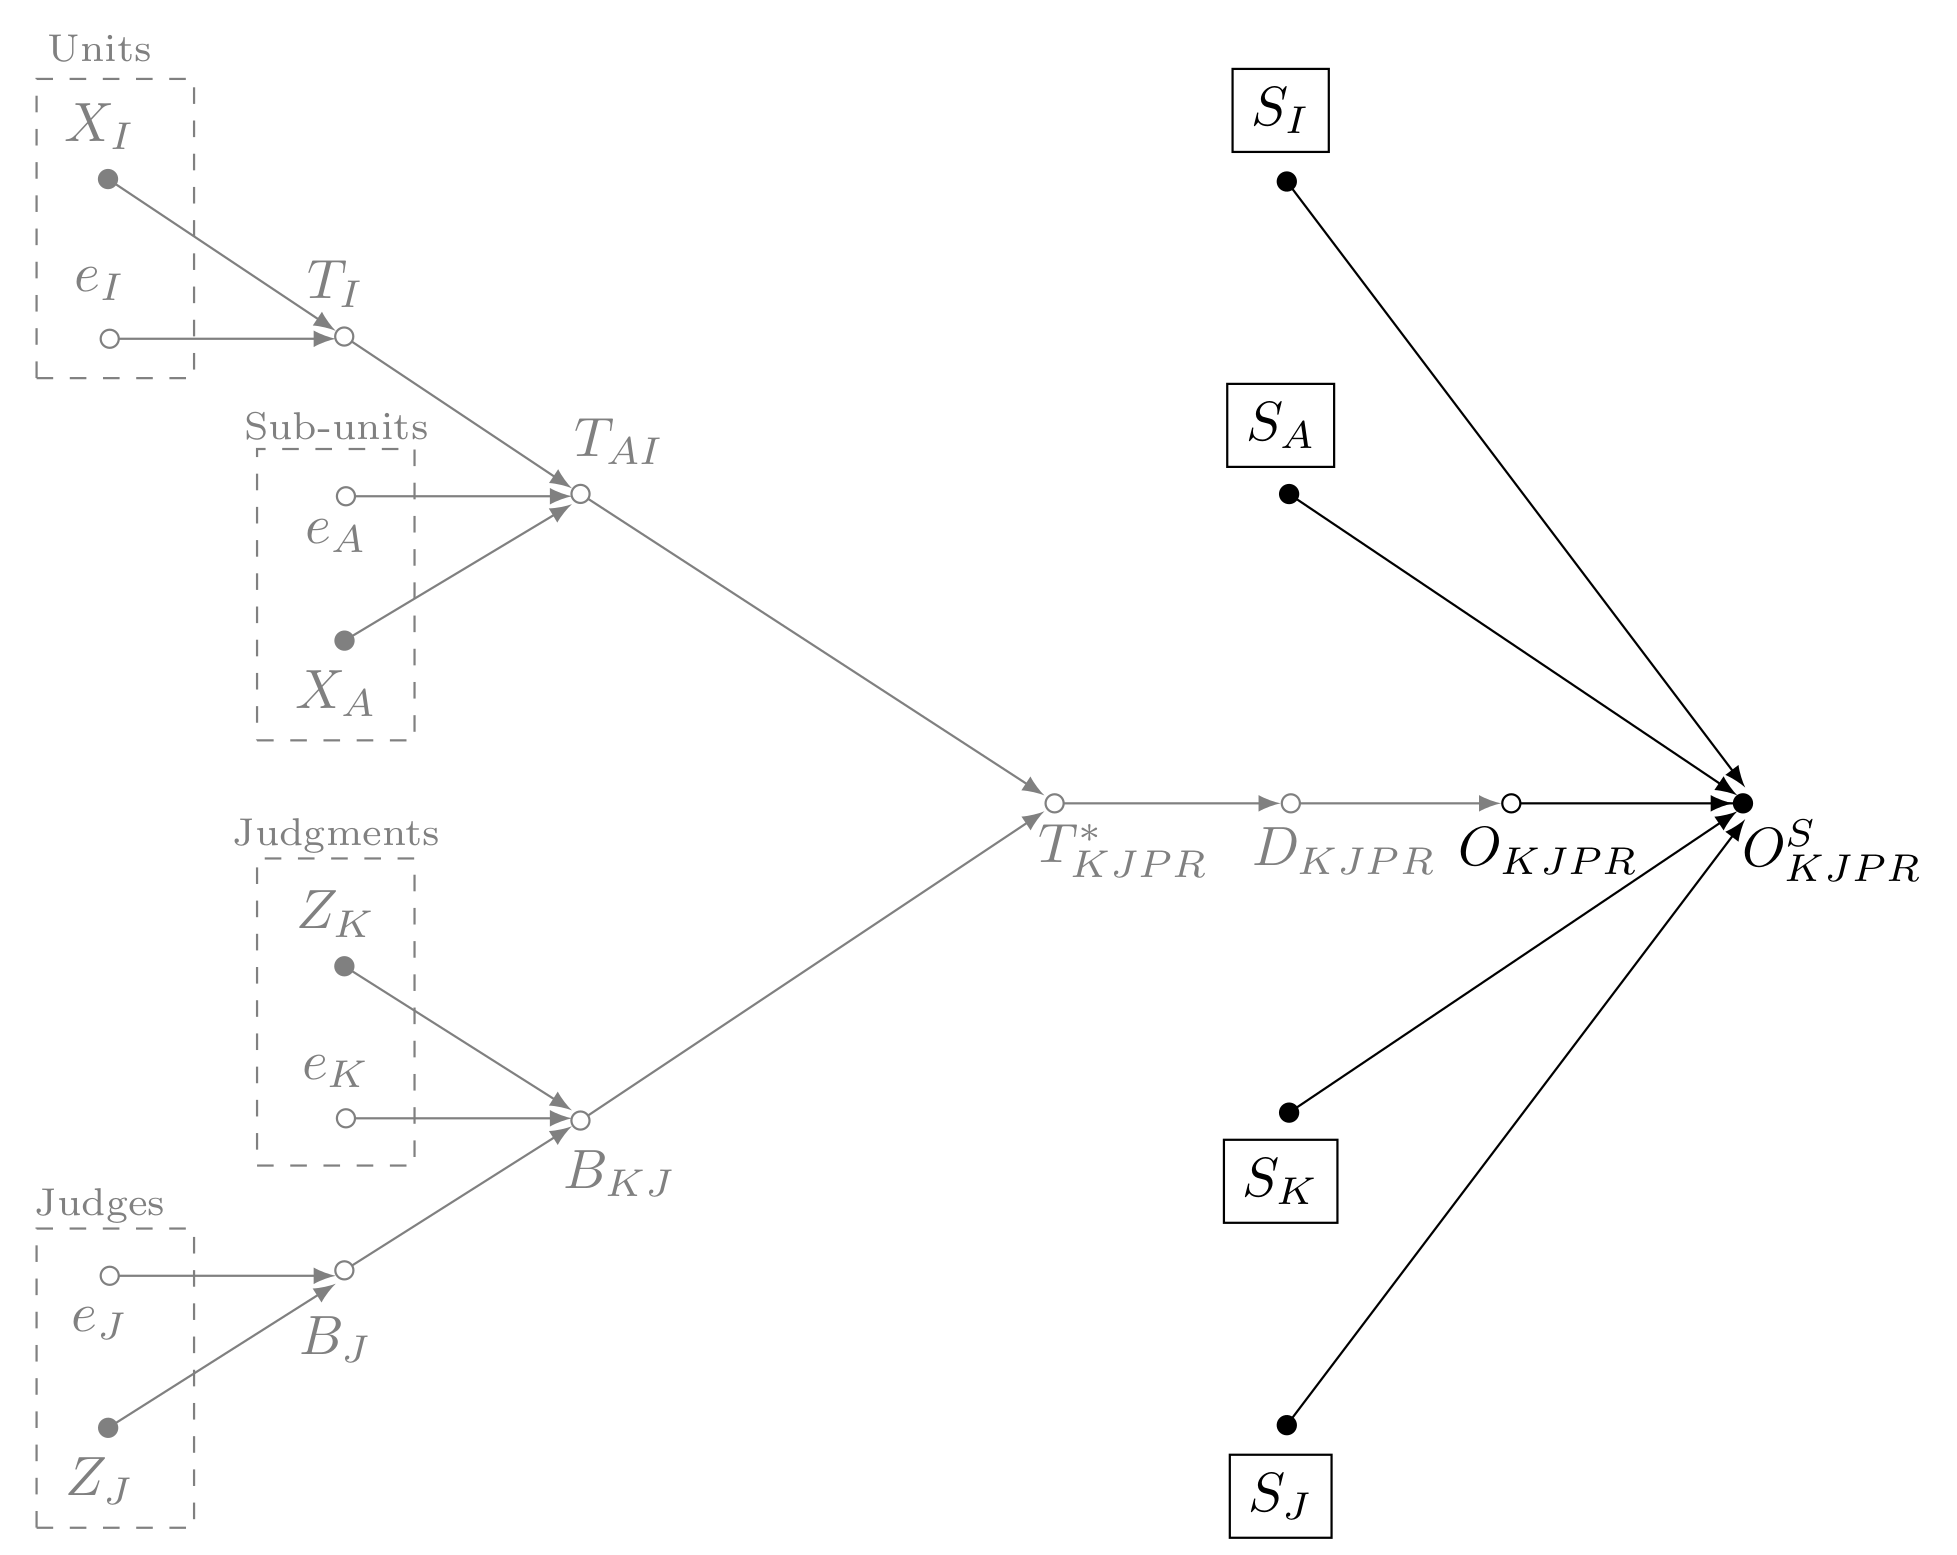 Units
X_I
e_I
T_I
Sub-units
e_A
X_A
T_{AI}
Judgments
Z_K
e_K
B_{KJ}
Judges
e_J
Z_J
B_J
T^*_{KJPR}
D_{KJPR}
O_{KJPR}
O^S_{KJPR}
S_I
S_A
S_K
S_J